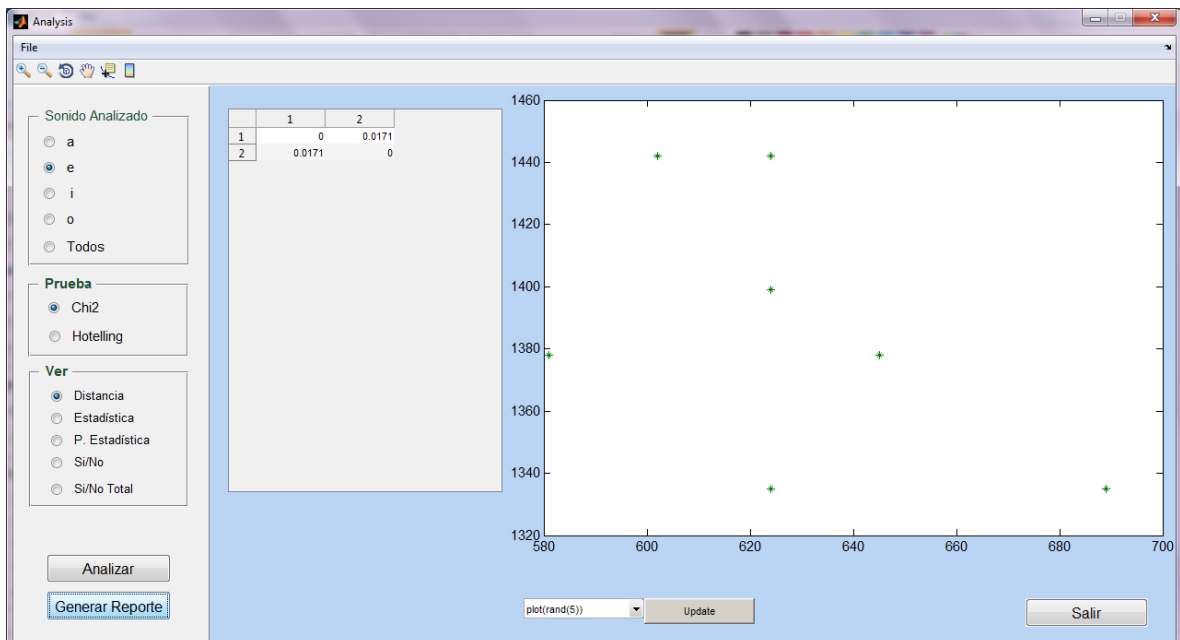 Analysis
File
Sonido Analizado
a
e
i
o
Todos
Prueba
Chi2
Hotelling
Ver
Distancia
Estadística
P. Estadística
Si/No
Si/No Total
Analizar
Generar Reporte
1 2
1 0 0.0171
2 0.0171 0
1460
1440
1420
1400
1380
1360
1340
1320
580 600 620 640 660 680 700
plot(rand(5)) Update
Salir